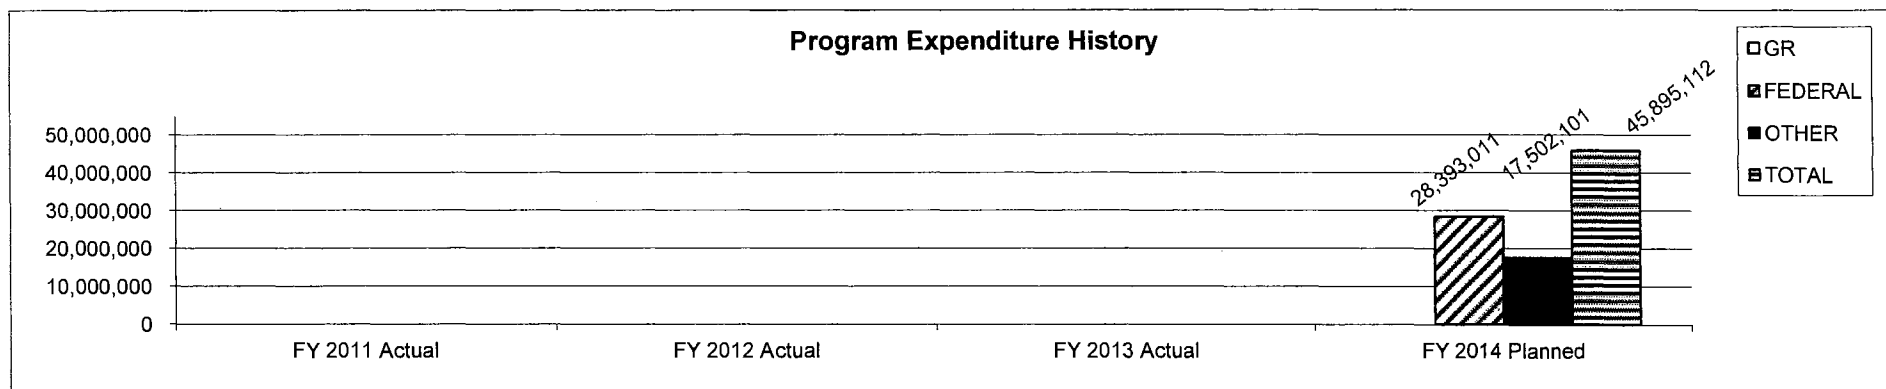 Program Expenditure History
GR
FEDERAL
OTHER
TOTAL
28,393,011
17,502,101
45,895,112
50,000,000
40,000,000
30,000,000
20,000,000
10,000,000
0
FY 2011 Actual
FY 2012 Actual
FY 2013 Actual
FY 2014 Planned